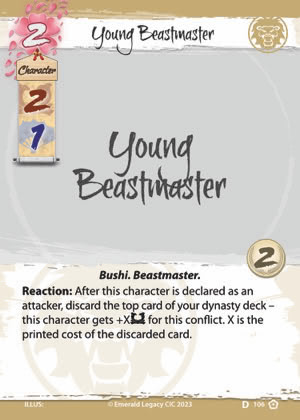 2
Young Beastmaster
Character
2
1
Young
Beastmaster
2
Bushi. Beastmaster.
Reaction: After this character is declared as an
attacker, discard the top card of your dynasty deck –
this character gets +X for this conflict. X is the
printed cost of the discarded card.
ILLUS:
© Emerald Legacy CIC 2023
D 106